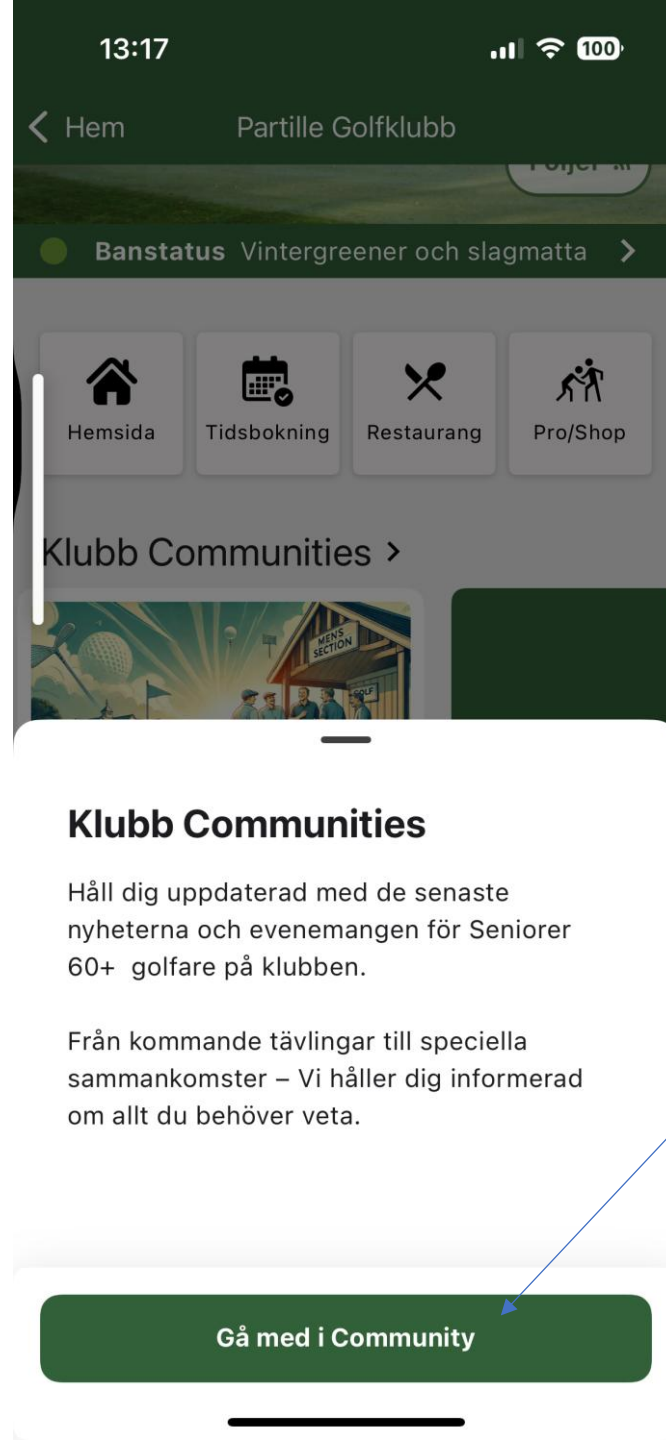 13:17
100
Hem
Partille Golfklubb
Följer
Banstatus Vintergreener och slagmatta
Hemsida
Tidsbokning
Restaurang
Pro/Shop
Klubb Communities
MENS
SECTION
GOLF
Klubb Communities
Håll dig uppdaterad med de senaste
nyheterna och evenemangen för Seniorer
60+ golfare på klubben.
Från kommande tävlingar till speciella
sammankomster – Vi håller dig informerad
om allt du behöver veta.
Gå med i Community